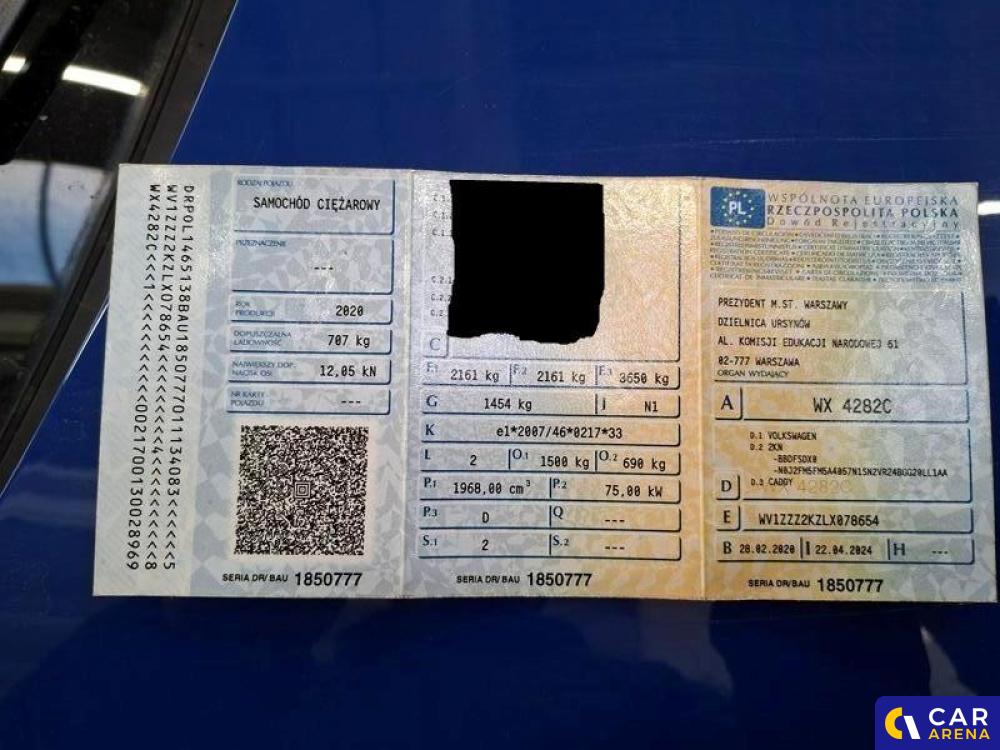 DRPOL1465138BAU1850777011134083<<<<<<5
WV1ZZZ2KZLX078654<<<<<<<<<<<4<<<<<<<<8
WX4282C<<<<1<<<<<<<<<0021700130028969
RODZAJ POJAZDU
SAMOCHÓD CIĘŻAROWY
PRZEZNACZENIE
---
ROK PRODUKCJI 2020
DOPUSZCZALNA ŁADOWNOŚĆ 707 kg
NAJWIĘKSZY DOP. NACISK OSI 12,05 kN
NR KARTY POJAZDU ---
SERIA DR/BAU 1850777
C
F.1 2161 kg F.2 2161 kg F.3 3650 kg
G 1454 kg J N1
K e1*2007/46*0217*33
L 2 O.1 1500 kg O.2 690 kg
P.1 1968,00 cm³ P.2 75,00 kW
P.3 D Q ---
S.1 2 S.2 ---
SERIA DR/BAU 1850777
PL
WSPÓLNOTA EUROPEJSKA
RZECZPOSPOLITA POLSKA
Dowód Rejestracyjny
PREZYDENT M.ST. WARSZAWY
DZIELNICA URSYNÓW
AL. KOMISJI EDUKACJI NARODOWEJ 61
02-777 WARSZAWA
ORGAN WYDAJĄCY
A WX 4282C
D.1 VOLKSWAGEN
D.2 2KN
D
D.3 CADDY
E WV1ZZZ2KZLX078654
B 28.02.2020 I 22.04.2024 H ---
SERIA DR/BAU 1850777
CAR
ARENA